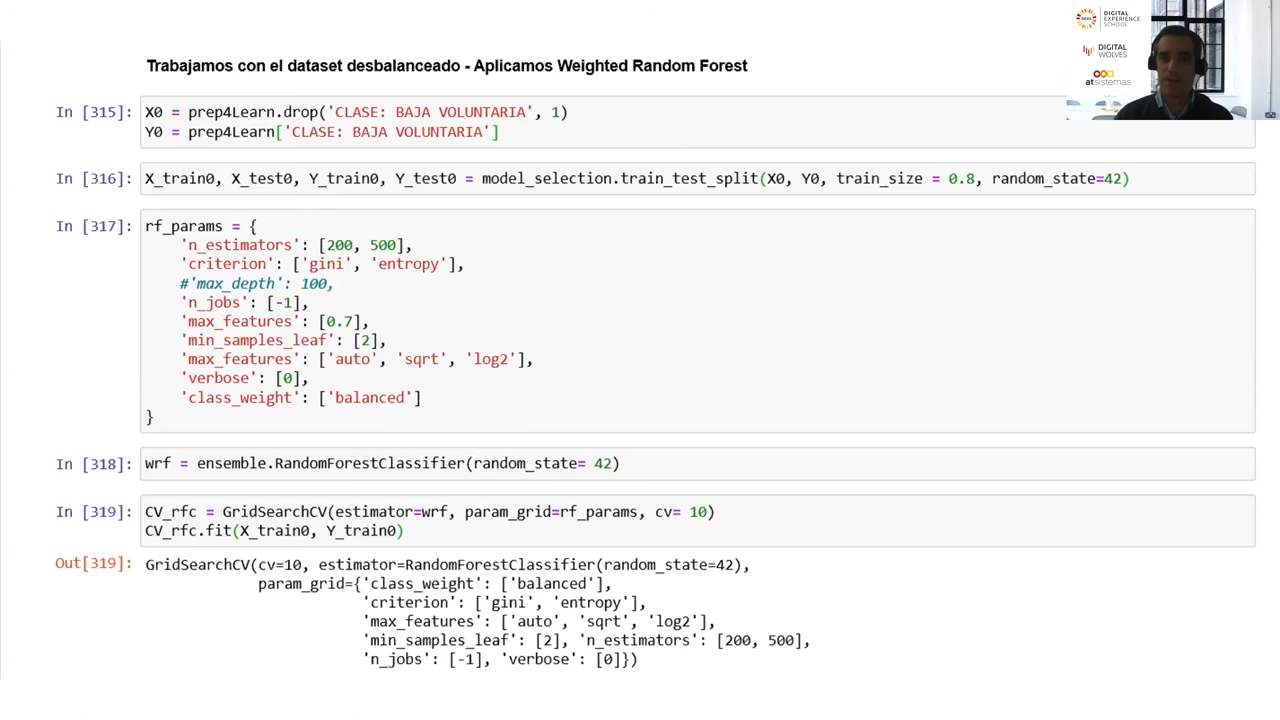 Trabajamos con el dataset desbalanceado - Aplicamos Weighted Random Forest
In [315]: X0 = prep4Learn.drop('CLASE: BAJA VOLUNTARIA', 1)
Y0 = prep4Learn['CLASE: BAJA VOLUNTARIA']
In [316]: X_train0, X_test0, Y_train0, Y_test0 = model_selection.train_test_split(X0, Y0, train_size = 0.8, random_state=42)
In [317]: rf_params = {
'n_estimators': [200, 500],
'criterion': ['gini', 'entropy'],
#'max_depth': 100,
'n_jobs': [-1],
'max_features': [0.7],
'min_samples_leaf': [2],
'max_features': ['auto', 'sqrt', 'log2'],
'verbose': [0],
'class_weight': ['balanced']
}
In [318]: wrf = ensemble.RandomForestClassifier(random_state= 42)
In [319]: CV_rfc = GridSearchCV(estimator=wrf, param_grid=rf_params, cv= 10)
CV_rfc.fit(X_train0, Y_train0)
Out[319]: GridSearchCV(cv=10, estimator=RandomForestClassifier(random_state=42),
param_grid={'class_weight': ['balanced'],
'criterion': ['gini', 'entropy'],
'max_features': ['auto', 'sqrt', 'log2'],
'min_samples_leaf': [2], 'n_estimators': [200, 500],
'n_jobs': [-1], 'verbose': [0]})
DIGITAL
EXPERIENCE
SCHOOL
DIGITAL
WOLVES
atsistemas